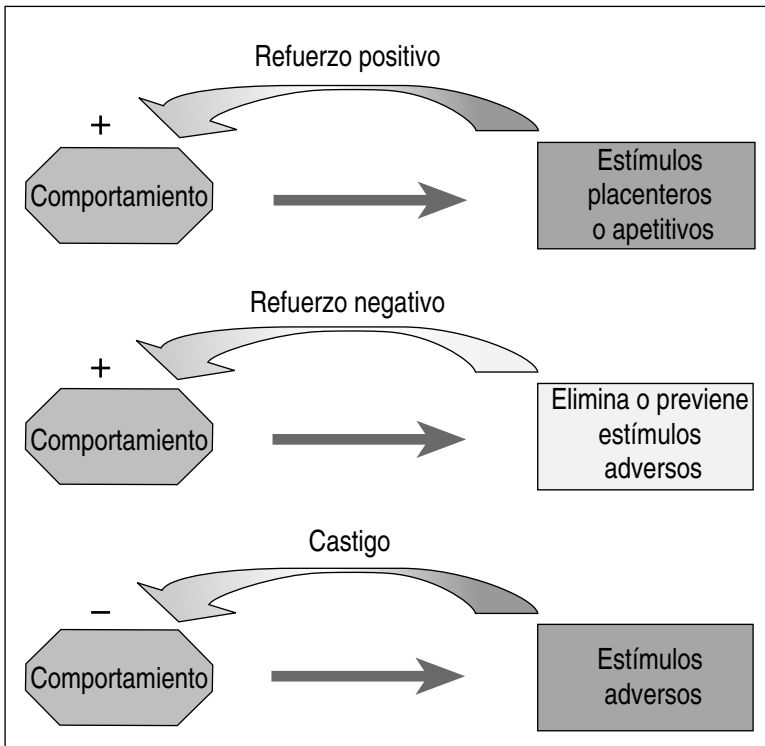 Refuerzo positivo
+
Comportamiento
Estímulos
placenteros
o apetitivos
Refuerzo negativo
+
Comportamiento
Elimina o previene
estímulos
adversos
Castigo
–
Comportamiento
Estímulos
adversos